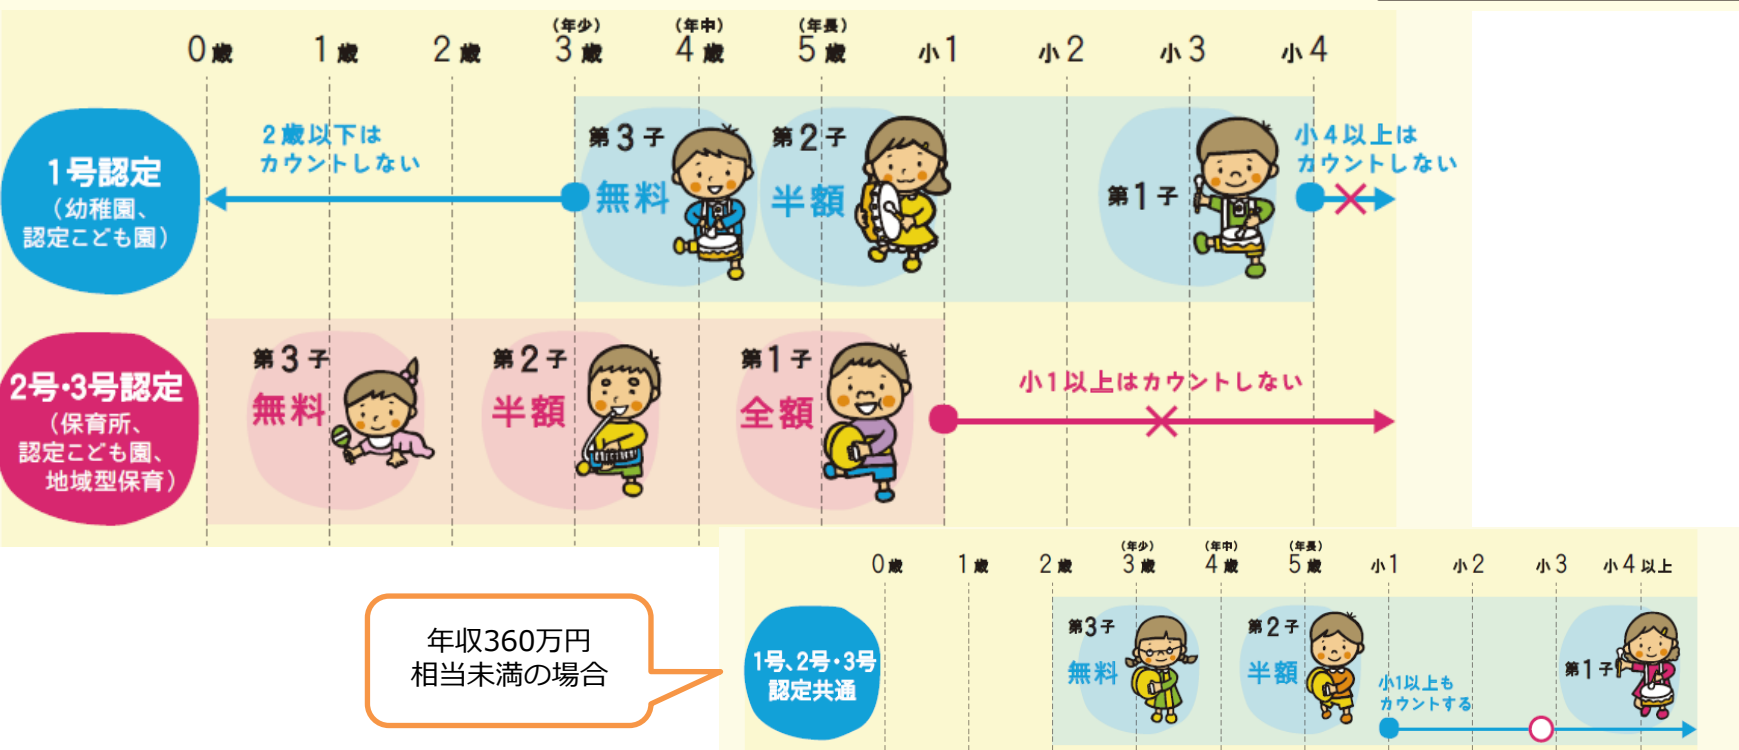 (年少) (年中) (年長)
0歳 1歳 2歳 3歳 4歳 5歳 小1 小2 小3 小4
1号認定
(幼稚園、
認定こども園)
2歳以下は
カウントしない
第3子
無料
第2子
半額
第1子
小4以上は
カウントしない
2号・3号認定
(保育所、
認定こども園、
地域型保育)
第3子
無料
第2子
半額
第1子
全額
小1以上はカウントしない
年収360万円
相当未満の場合
(年少) (年中) (年長)
0歳 1歳 2歳 3歳 4歳 5歳 小1 小2 小3 小4以上
1号、2号・3号
認定共通
第3子
無料
第2子
半額
小1以上も
カウントする
第1子